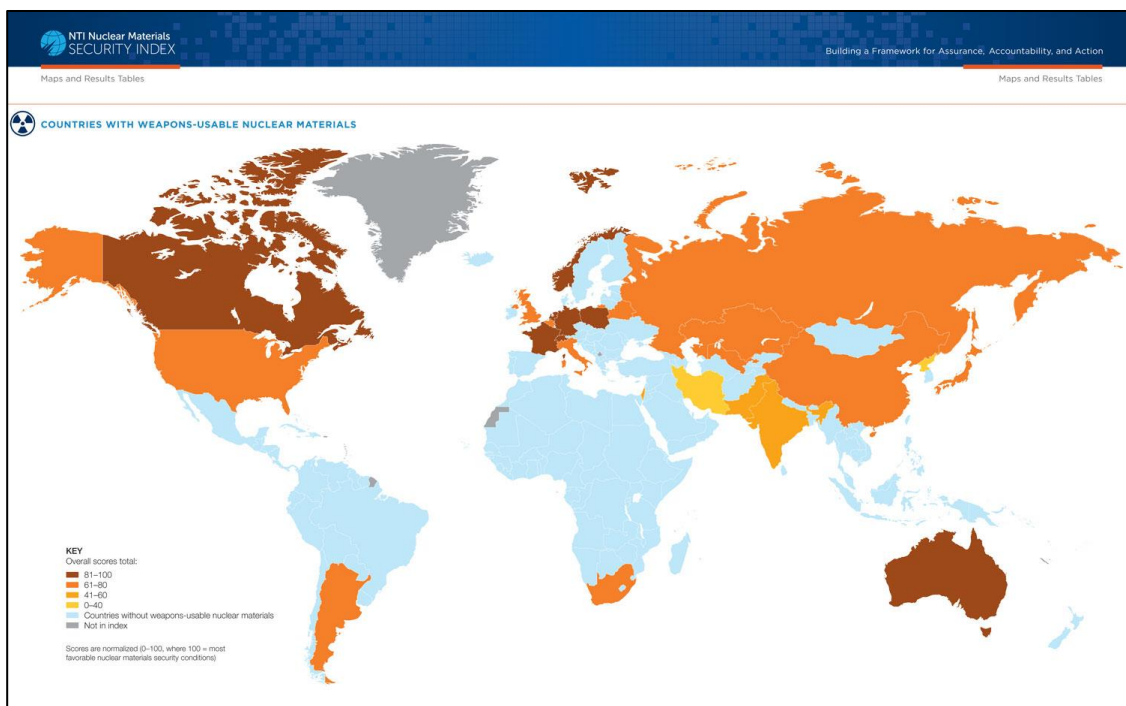 NTI Nuclear Materials
SECURITY INDEX
Building a Framework for Assurance, Accountability, and Action
Maps and Results Tables
Maps and Results Tables
COUNTRIES WITH WEAPONS-USABLE NUCLEAR MATERIALS
KEY
Overall scores total:
81–100
61–80
41–60
0–40
Countries without weapons-usable nuclear materials
Not in index
Scores are normalized (0–100, where 100 = most
favorable nuclear materials security conditions)